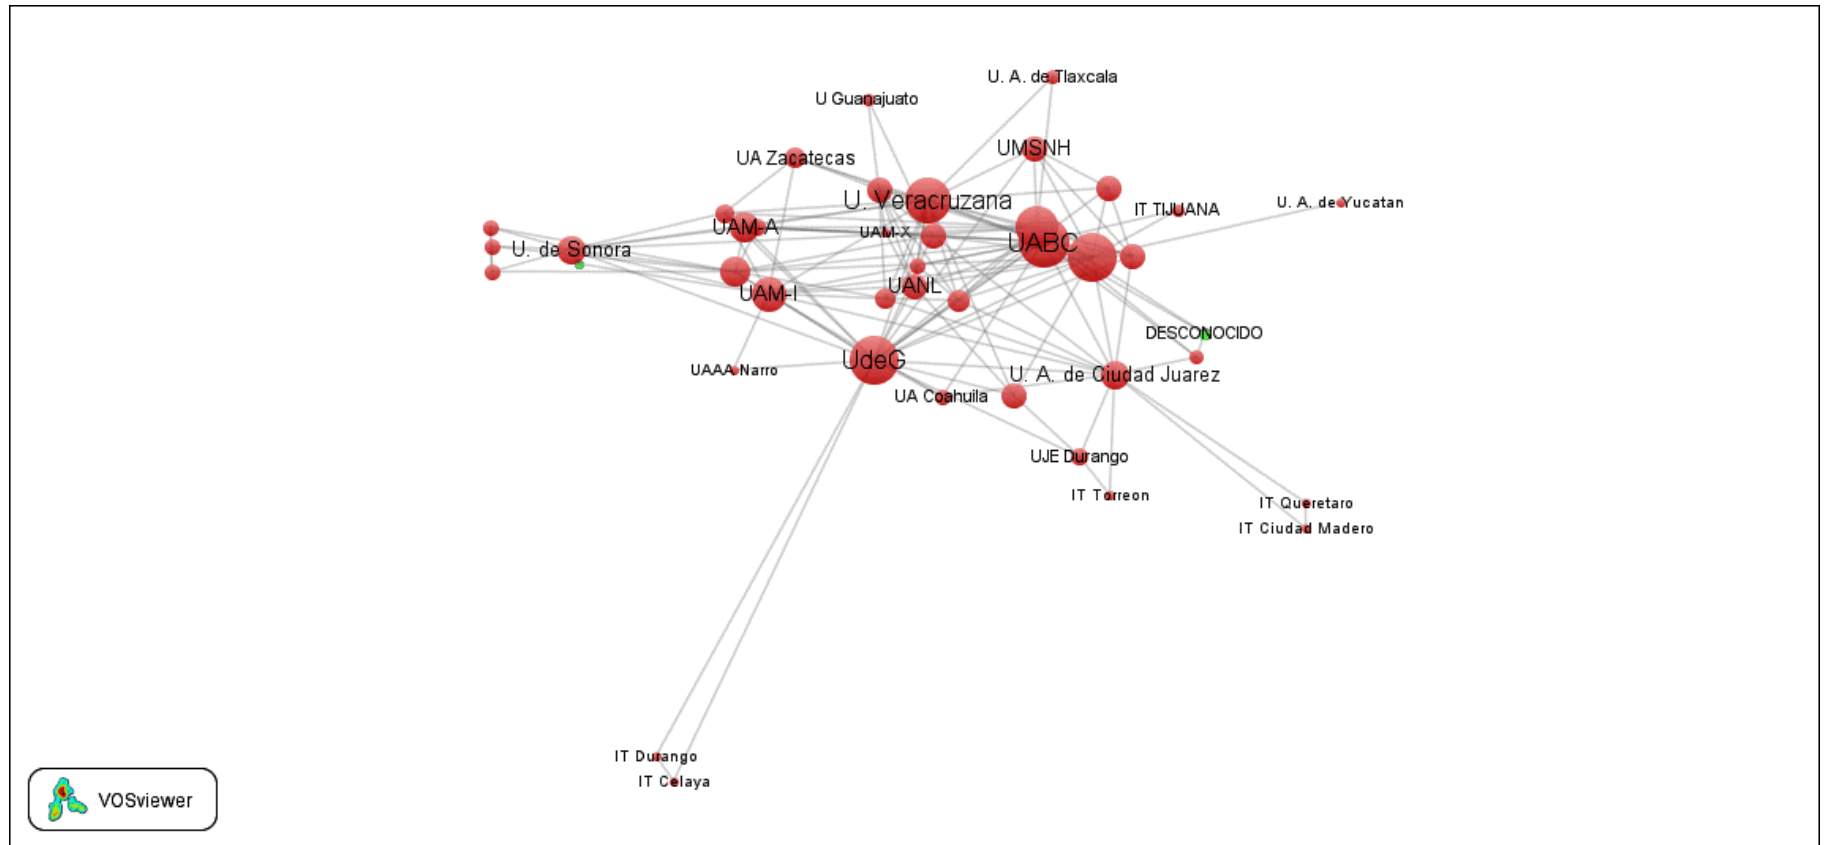 U. A. de Tlaxcala
U Guanajuato
UMSNH
UA Zacatecas
U. Veracruzana
U. A. de Yucatan
IT TIJUANA
UAM-A
UAM-X
UABC
U. de Sonora
UANL
UAM-I
DESCONOCIDO
UdeG
UAAA Narro
U. A. de Ciudad Juarez
UA Coahuila
UJE Durango
IT Torreon
IT Queretaro
IT Ciudad Madero
IT Durango
IT Celaya
VOSviewer